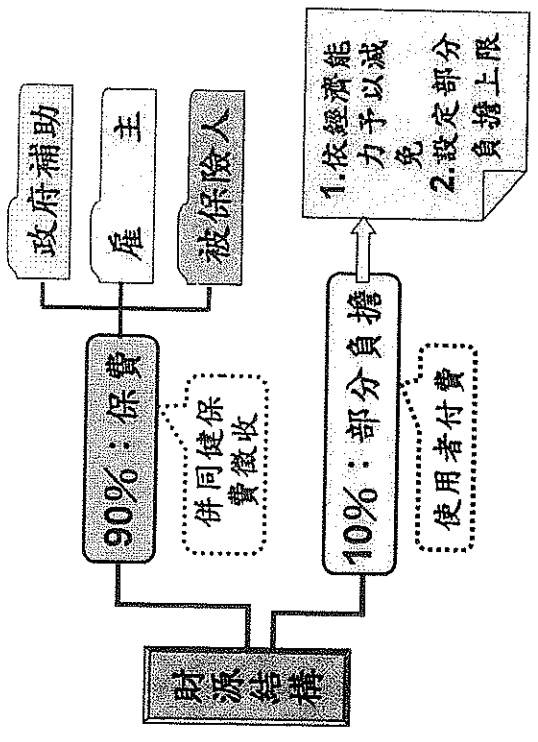 財源結構
90%：保費
併同健保
費徵收
政府補助
雇主
被保險人
10%：部分負擔
使用者付費
1.依經濟能
力予以減
免
2.設定部分
負擔上限